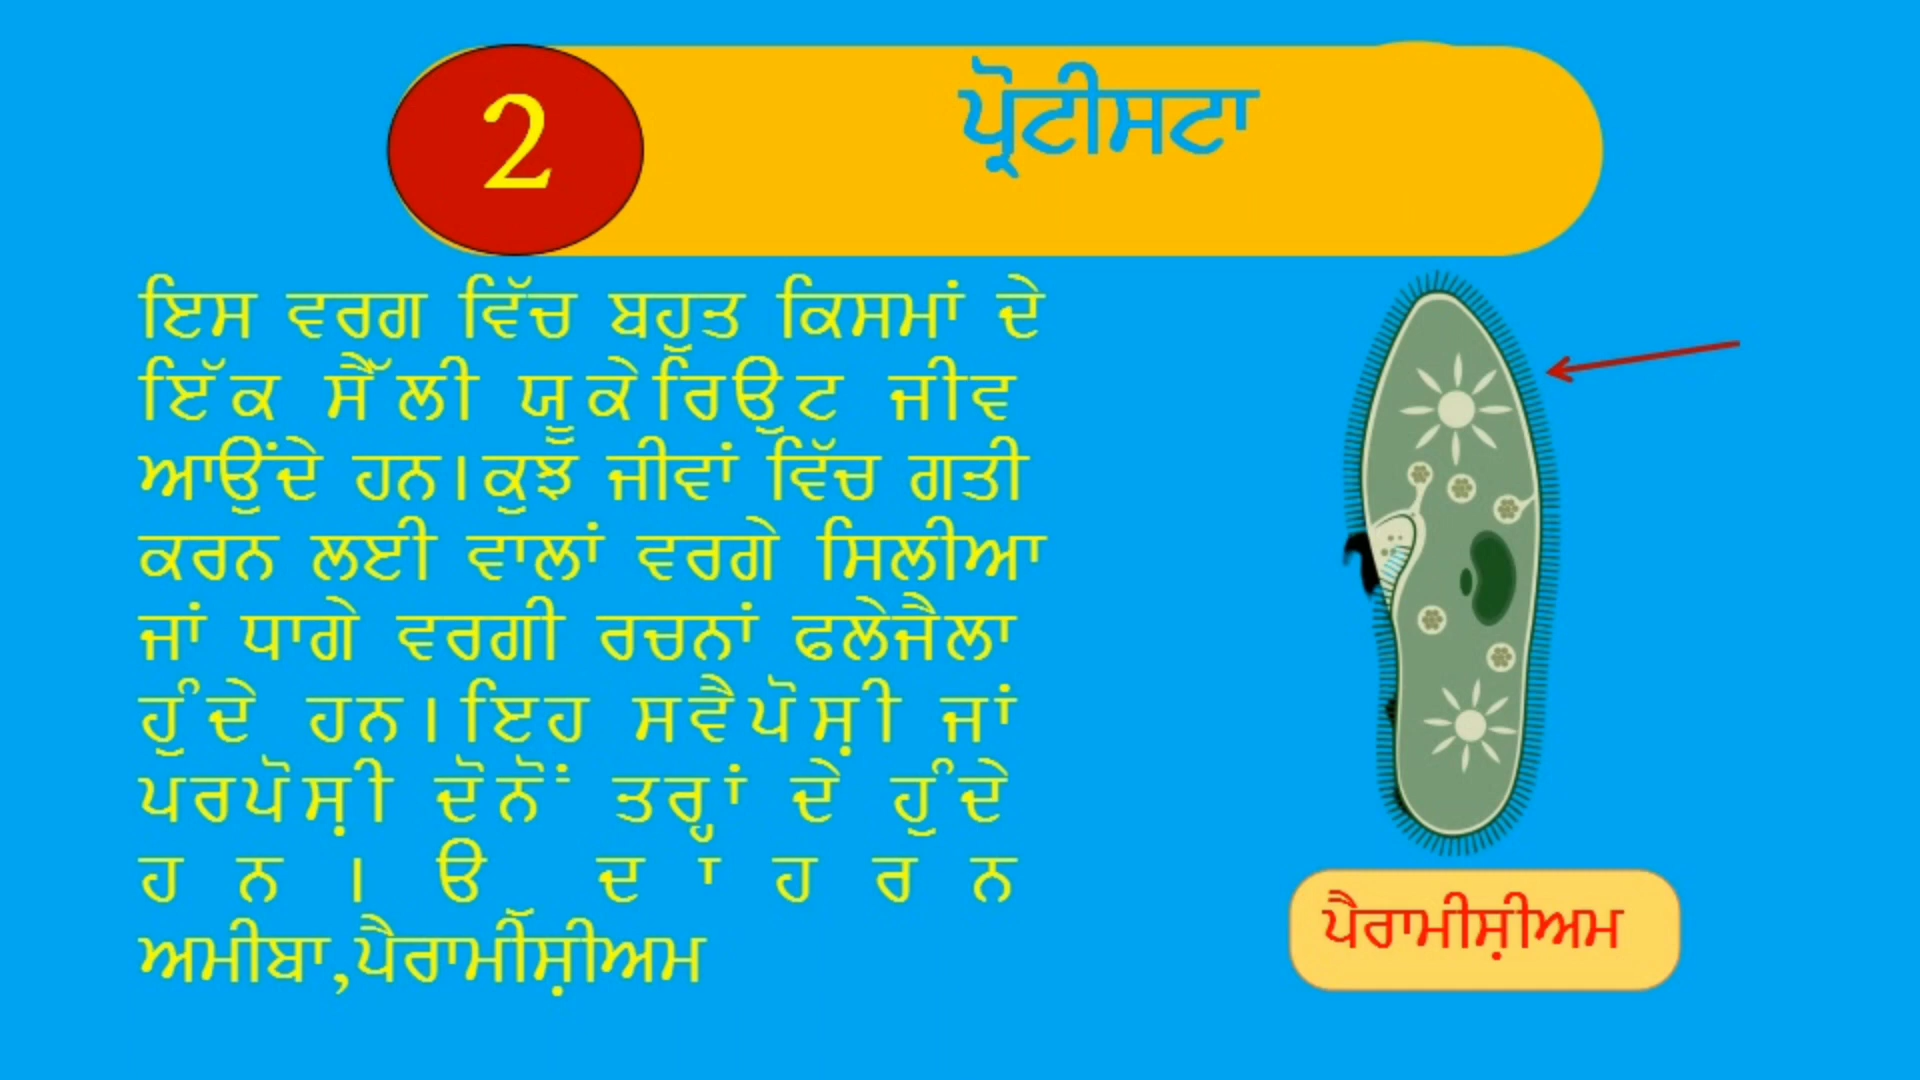 2
ਪ੍ਰੋਟੀਸਟਾ
ਇਸ ਵਰਗ ਵਿੱਚ ਬਹੁਤ ਕਿਸਮਾਂ ਦੇ
ਇੱਕ ਸੈੱਲੀ ਯੂਕੇਰਿਉਟ ਜੀਵ
ਆਉਂਦੇ ਹਨ।ਕੁਝ ਜੀਵਾਂ ਵਿੱਚ ਗਤੀ
ਕਰਨ ਲਈ ਵਾਲਾਂ ਵਰਗੇ ਸਿਲੀਆ
ਜਾਂ ਧਾਗੇ ਵਰਗੀ ਰਚਨਾਂ ਫਲੇਜੈਲਾ
ਹੁੰਦੇ ਹਨ।ਇਹ ਸਵੈਪੋਸ਼ੀ ਜਾਂ
ਪਰਪੋਸ਼ੀ ਦੋਨੋਂ ਤਰ੍ਹਾਂ ਦੇ ਹੁੰਦੇ
ਹਨ। ਉਦਾਹਰਨ
ਅਮੀਬਾ,ਪੈਰਾਮੀਸ਼ੀਅਮ
ਪੈਰਾਮੀਸ਼ੀਅਮ